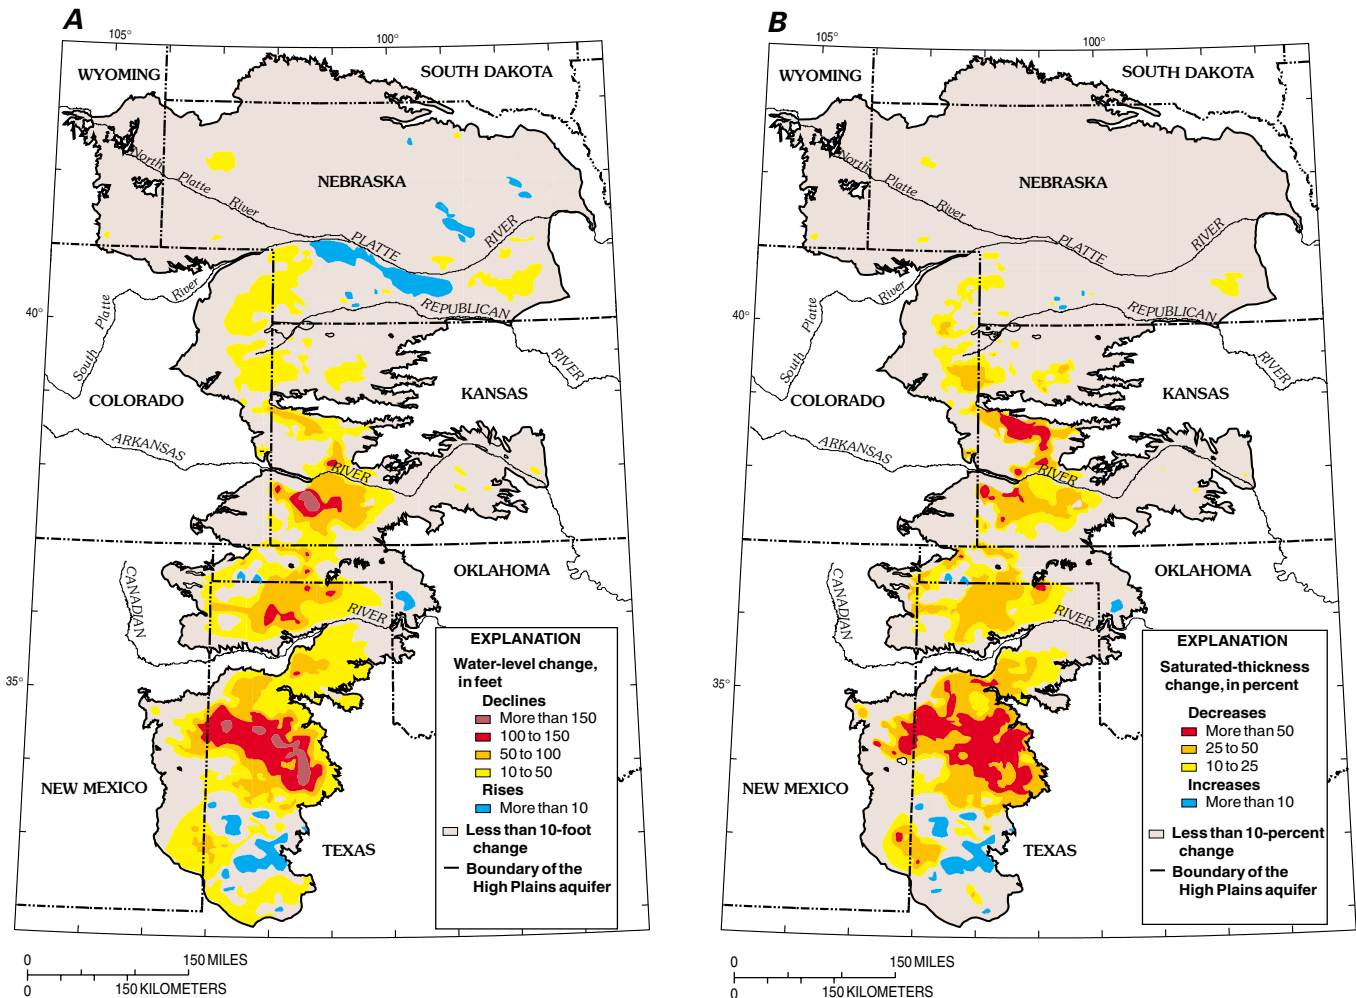 A
105°
100°
WYOMING
SOUTH DAKOTA
North
Platte
River
NEBRASKA
PLATTE
RIVER
South
Platte
River
REPUBLICAN
RIVER
40°
COLORADO
KANSAS
ARKANSAS
RIVER
OKLAHOMA
CANADIAN
RIVER
35°
NEW MEXICO
TEXAS
EXPLANATION
Water-level change,
in feet
Declines
More than 150
100 to 150
50 to 100
10 to 50
Rises
More than 10
Less than 10-foot
change
Boundary of the
High Plains aquifer
0 150 MILES
0 150 KILOMETERS
B
105°
100°
WYOMING
SOUTH DAKOTA
North
Platte
River
NEBRASKA
PLATTE
RIVER
South
Platte
River
REPUBLICAN
RIVER
40°
COLORADO
KANSAS
ARKANSAS
RIVER
OKLAHOMA
CANADIAN
RIVER
35°
NEW MEXICO
TEXAS
EXPLANATION
Saturated-thickness
change, in percent
Decreases
More than 50
25 to 50
10 to 25
Increases
More than 10
Less than 10-percent
change
Boundary of the
High Plains aquifer
0 150 MILES
0 150 KILOMETERS